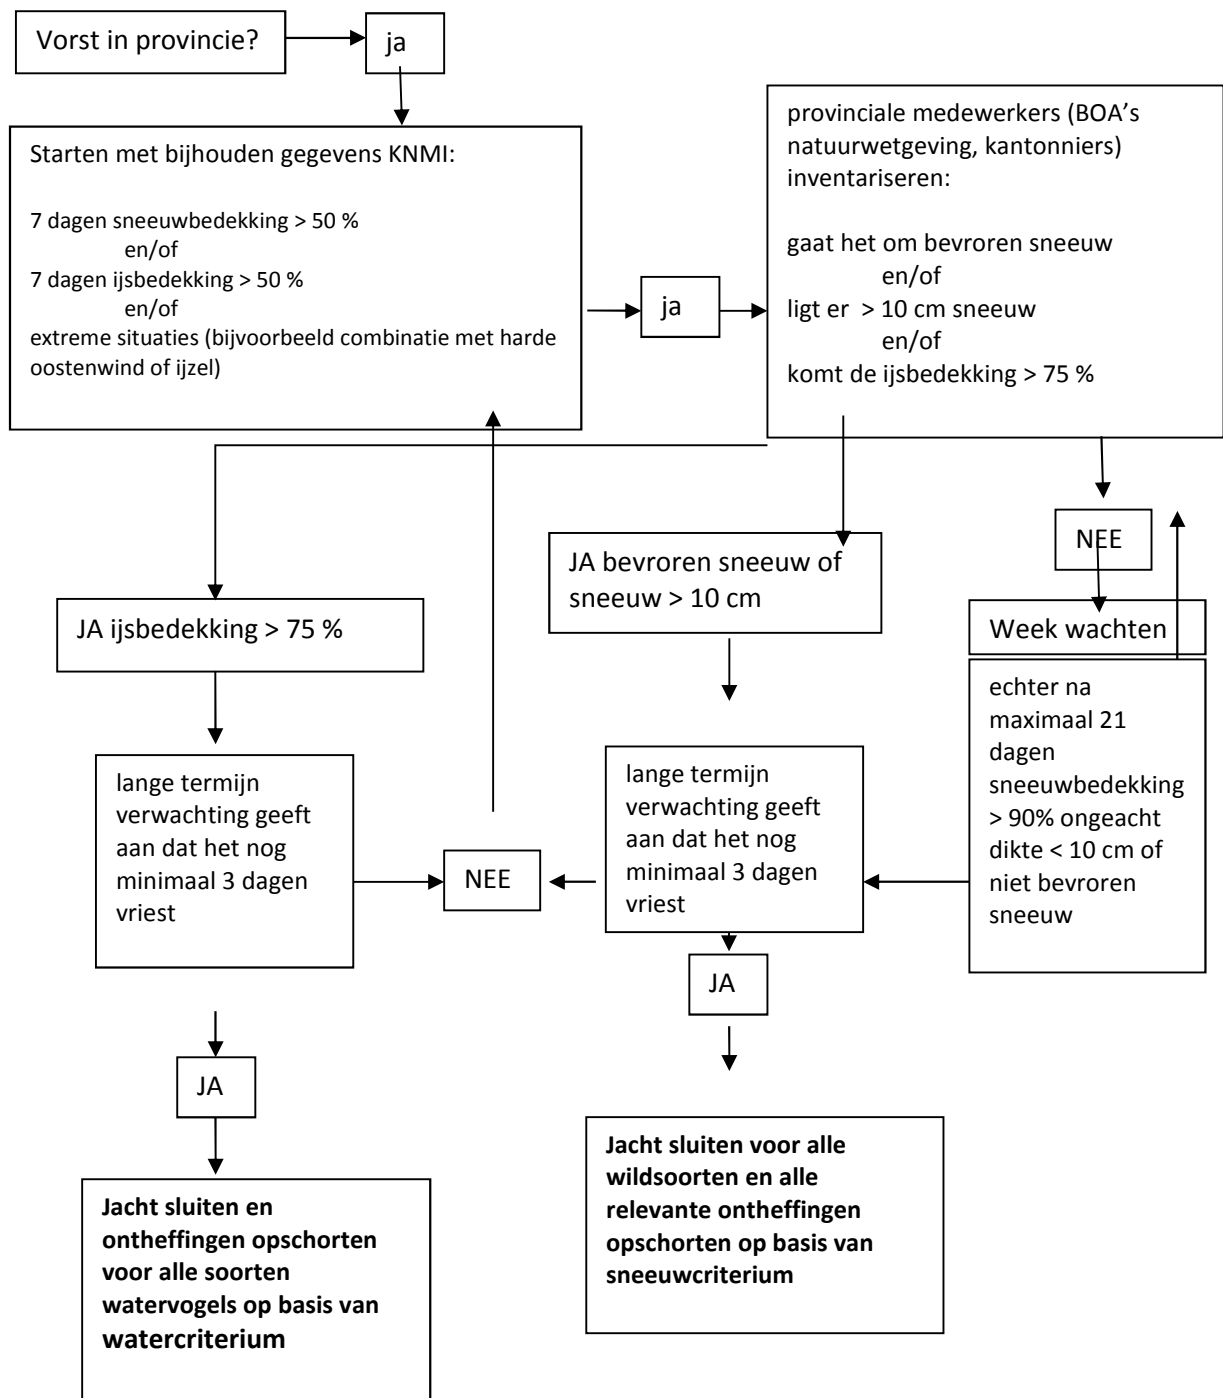 Vorst in provincie?
ja
Starten met bijhouden gegevens KNMI:
7 dagen sneeuwbedekking > 50 %
en/of
7 dagen ijsbedekking > 50 %
en/of
extreme situaties (bijvoorbeeld combinatie met harde
oostenwind of ijzel)
ja
provinciale medewerkers (BOA’s
natuurwetgeving, kantonniers)
inventariseren:
gaat het om bevroren sneeuw
en/of
ligt er > 10 cm sneeuw
en/of
komt de ijsbedekking > 75 %
NEE
JA bevroren sneeuw of
sneeuw > 10 cm
JA ijsbedekking > 75 %
Week wachten
echter na
maximaal 21
dagen
sneeuwbedekking
> 90% ongeacht
dikte < 10 cm of
niet bevroren
sneeuw
lange termijn
verwachting geeft
aan dat het nog
minimaal 3 dagen
vriest
NEE
lange termijn
verwachting geeft
aan dat het nog
minimaal 3 dagen
vriest
JA
JA
Jacht sluiten en
ontheffingen opschorten
voor alle soorten
watervogels op basis van
watercriterium
Jacht sluiten voor alle
wildsoorten en alle
relevante ontheffingen
opschorten op basis van
sneeuwcriterium